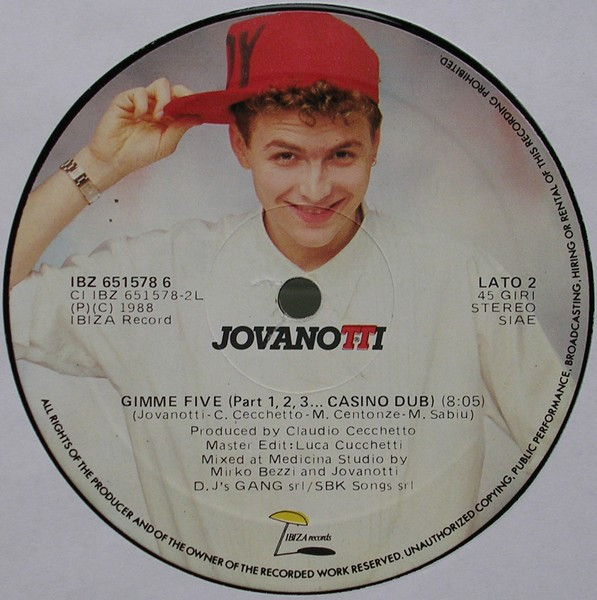 IBZ 651578 6
CI IBZ 651578-2L
(P)(C) 1988
IBIZA Record
LATO 2
45 GIRI
STEREO
SIAE
JOVANOTTI
GIMME FIVE (Part 1, 2, 3... CASINO DUB) (8:05)
(Jovanotti-C. Cecchetto-M. Centonze-M. Sabiu)
Produced by Claudio Cecchetto
Master Edit: Luca Cucchetti
Mixed at Medicina Studio by
Mirko Bezzi and Jovanotti
D.J's GANG srl/SBK Songs srl
IBIZA records
ALL RIGHTS OF THE PRODUCER AND OF THE OWNER OF THE RECORDED WORK RESERVED. UNAUTHORIZED COPYING, PUBLIC PERFORMANCE, BROADCASTING, HIRING OR RENTAL OF THIS RECORDING PROHIBITED.